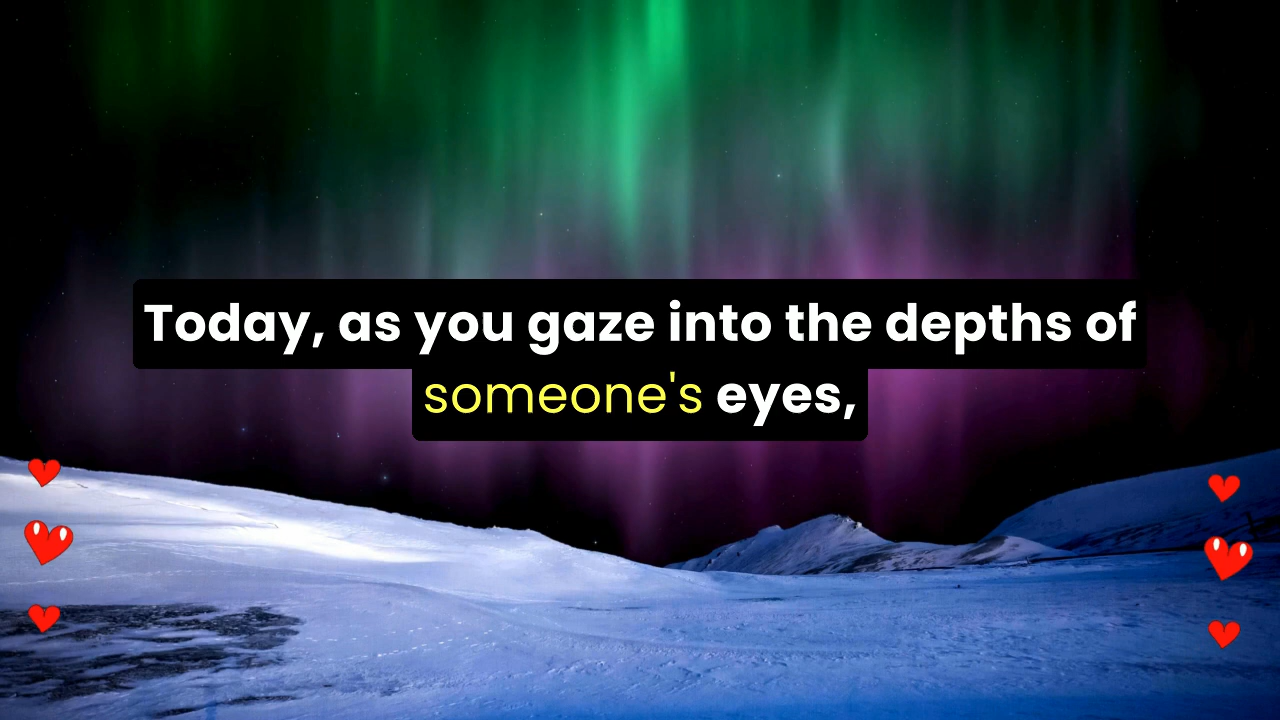 Today, as you gaze into the depths of
someone's eyes,